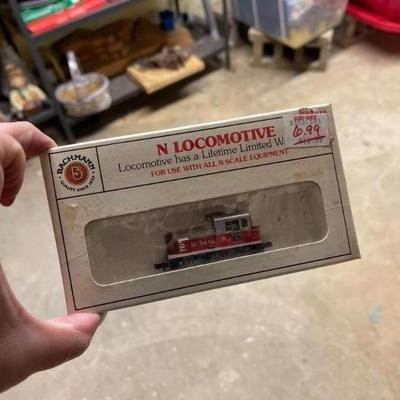 N LOCOMOTIVE
Locomotive has a Lifetime Limited W
FOR USE WITH ALL N SCALE EQUIPMENT
BACHMANN
B
QUALITY SINCE 1833
6.99